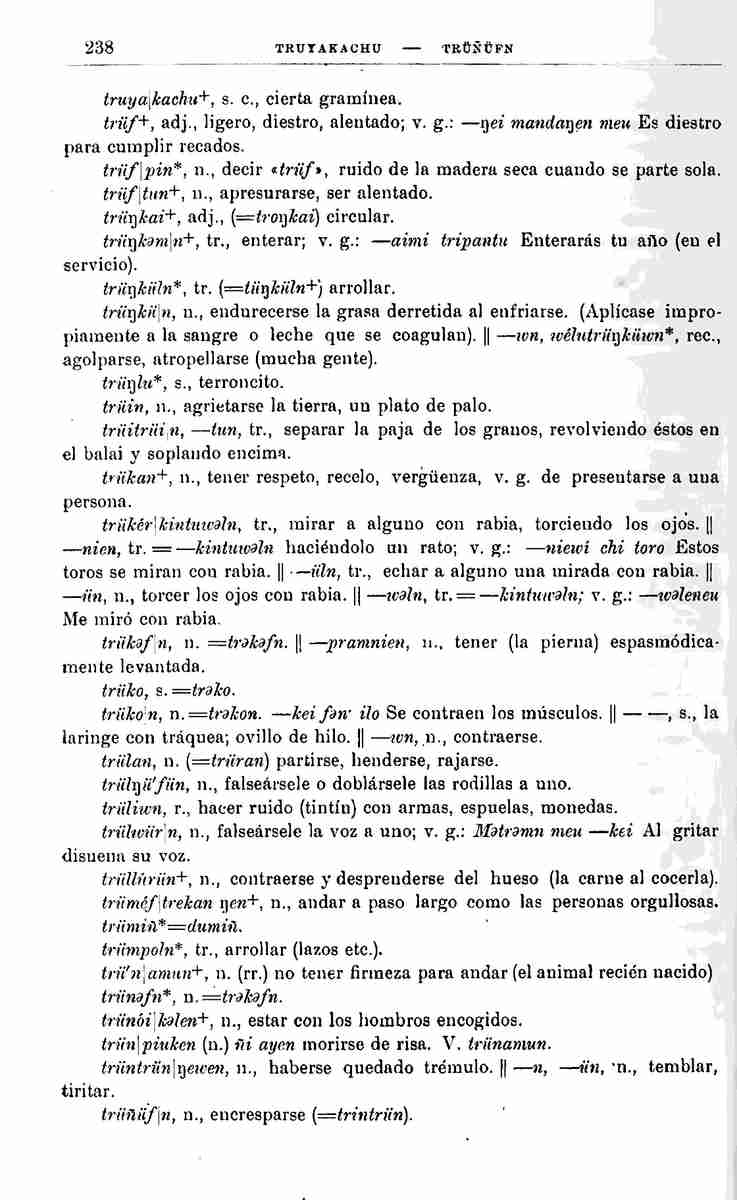 238 TRUYAKACHU — TRÜÑÜFN
truya|kachu+, s. c., cierta gramínea.
trüf+, adj., ligero, diestro, alentado; v. g.: —ŋei mandaŋen meu Es diestro
para cumplir recados.
trüf|pin*, n., decir «trüf», ruido de la madera seca cuando se parte sola.
trüf|tun+, n., apresurarse, ser alentado.
trüŋkai+, adj., (=troŋkai) circular.
trüŋkəm|n+, tr., enterar; v. g.: —aimi tripantu Enterarás tu año (en el
servicio).
trüŋküln*, tr. (=tüŋküln+) arrollar.
trüŋkü|n, n., endurecerse la grasa derretida al enfriarse. (Aplícase impro-
piamente a la sangre o leche que se coagulan). || —wn, wélutrüŋküwn*, rec.,
agolparse, atropellarse (mucha gente).
trüŋlu*, s., terroncito.
trüin, n., agrietarse la tierra, un plato de palo.
trüitrüi|n, —tun, tr., separar la paja de los granos, revolviendo éstos en
el balai y soplando encima.
trükan+, n., tener respeto, recelo, vergüenza, v. g. de presentarse a una
persona.
trükér|kintuwəln, tr., mirar a alguno con rabia, torciendo los ojos. ||
—nien, tr. = —kintuwəln haciéndolo un rato; v. g.: —niewi chi toro Estos
toros se miran con rabia. || —üln, tr., echar a alguno una mirada con rabia. ||
—ün, n., torcer los ojos con rabia. || —wəln, tr. = —kintuwəln; v. g.: —wəleneu
Me miró con rabia.
trükəf|n, n. =trəkəfn. || —pramnien, n., tener (la pierna) espasmódica-
mente levantada.
trüko, s. =trəko.
trüko|n, n. =trəkon. —kei fən· ilo Se contraen los músculos. || — —, s., la
laringe con tráquea; ovillo de hilo. || —wn, n., contraerse.
trülan, n. (=trüran) partirse, henderse, rajarse.
trülŋü'fün, n., falseársele o doblársele las rodillas a uno.
trüliwn, r., hacer ruido (tintín) con armas, espuelas, monedas.
trülwür|n, n., falseársele la voz a uno; v. g.: Mətrəmn meu —kei Al gritar
disuena su voz.
trüllürün+, n., contraerse y desprenderse del hueso (la carne al cocerla).
trüméf|trekan ŋen+, n., andar a paso largo como las personas orgullosas.
trümiñ*=dumiñ.
trümpoln*, tr., arrollar (lazos etc.).
trü'n|amun+, n. (rr.) no tener firmeza para andar (el animal recién nacido)
trünəfn*, n. =trəkəfn.
trünói|kəlen+, n., estar con los hombros encogidos.
trün|piuken (n.) ñi ayen morirse de risa. V. trünamun.
trüntrün|ŋewen, n., haberse quedado trémulo. || —n, —ün, n., temblar,
tiritar.
trüñüf|n, n., encresparse (=trintrün).